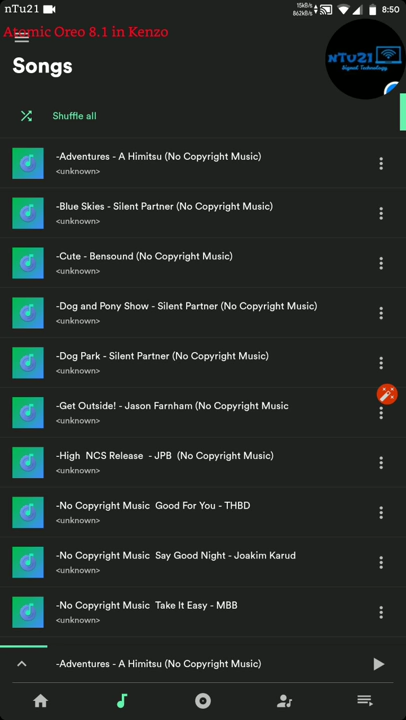 nTu21
15kB/s
862kB/s
8:50
Atomic Oreo 8.1 in Kenzo
nTU21
Signal Technology
Songs
Shuffle all
-Adventures - A Himitsu (No Copyright Music)
<unknown>
-Blue Skies - Silent Partner (No Copyright Music)
<unknown>
-Cute - Bensound (No Copyright Music)
<unknown>
-Dog and Pony Show - Silent Partner (No Copyright Music)
<unknown>
-Dog Park - Silent Partner (No Copyright Music)
<unknown>
-Get Outside! - Jason Farnham (No Copyright Music
<unknown>
-High  NCS Release  - JPB  (No Copyright Music)
<unknown>
-No Copyright Music  Good For You - THBD
<unknown>
-No Copyright Music  Say Good Night - Joakim Karud
<unknown>
-No Copyright Music  Take It Easy - MBB
<unknown>
-Adventures - A Himitsu (No Copyright Music)